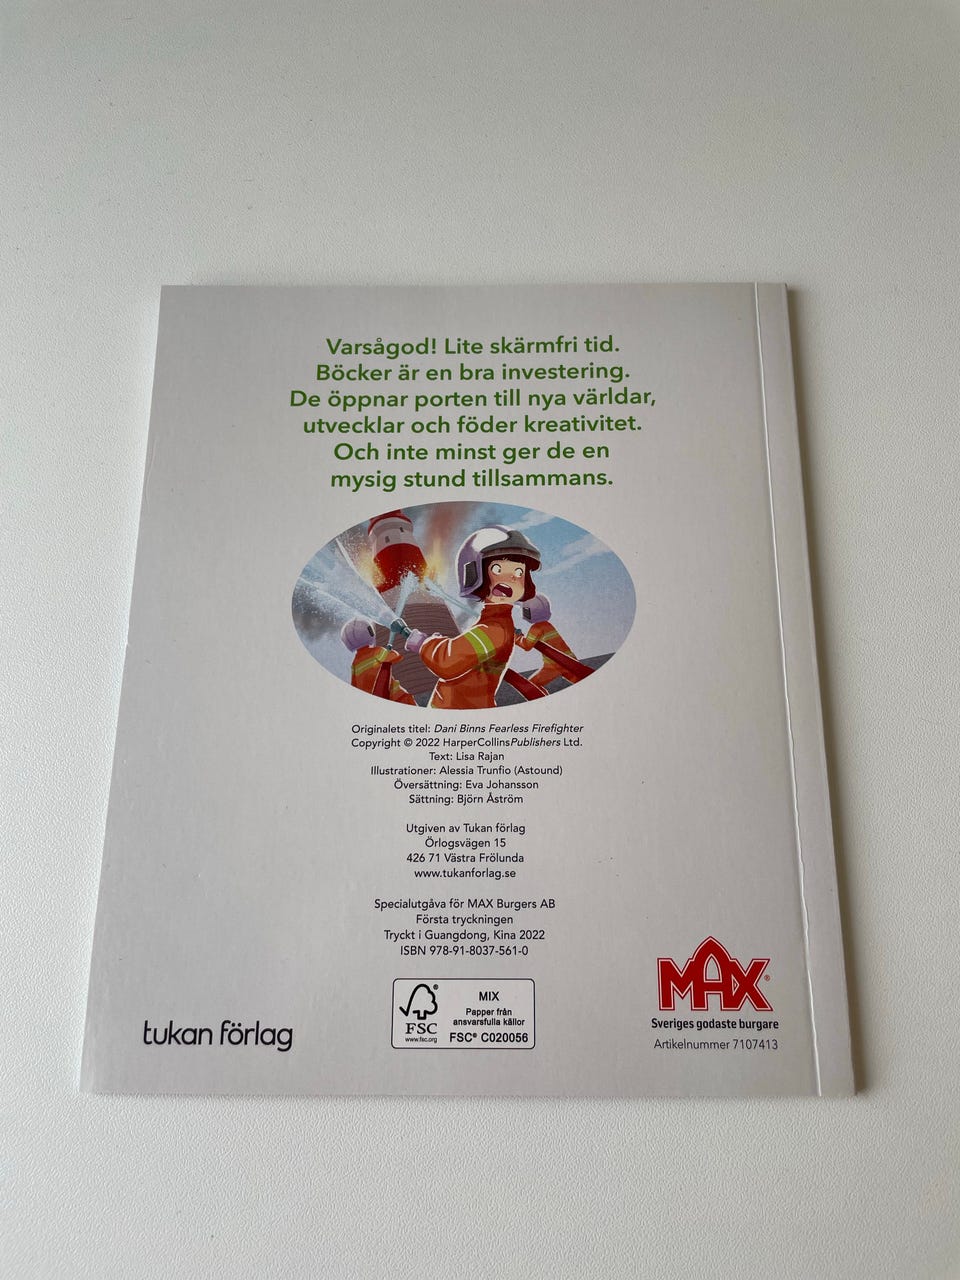 Varsågod! Lite skärmfri tid.
Böcker är en bra investering.
De öppnar porten till nya världar,
utvecklar och föder kreativitet.
Och inte minst ger de en
mysig stund tillsammans.
Originalets titel: Dani Binns Fearless Firefighter
Copyright © 2022 HarperCollinsPublishers Ltd.
Text: Lisa Rajan
Illustrationer: Alessia Trunfio (Astound)
Översättning: Eva Johansson
Sättning: Björn Åström
Utgiven av Tukan förlag
Örlogsvägen 15
426 71 Västra Frölunda
www.tukanforlag.se
Specialutgåva för MAX Burgers AB
Första tryckningen
Tryckt i Guangdong, Kina 2022
ISBN 978-91-8037-561-0
tukan förlag
®
FSC
www.fsc.org
MIX
Papper från
ansvarsfulla källor
FSC® C020056
MAX®
Sveriges godaste burgare
Artikelnummer 7107413